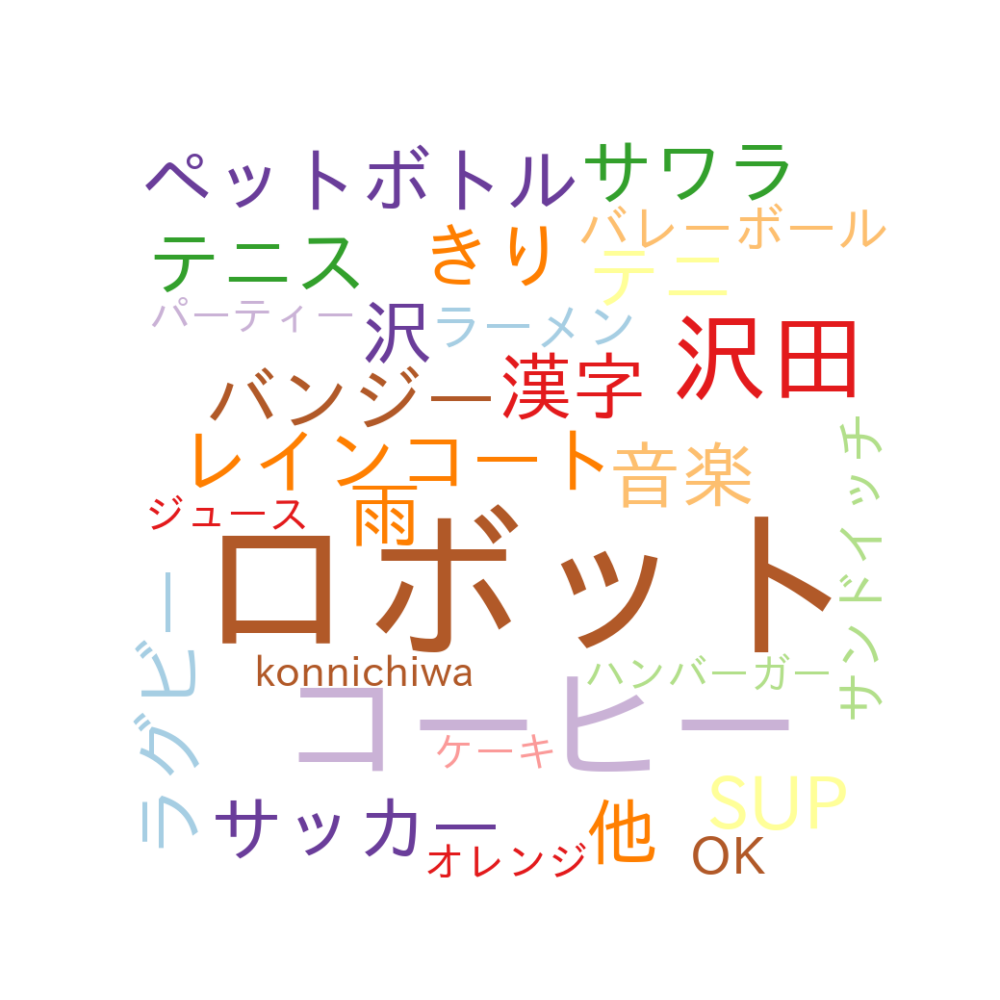 ペットボトル
サワラ
バレーボール
テニス
きり
テニ
パーティー
沢
ラーメン
沢田
バンジー
漢字
レインコート
音楽
サンドイッチ
ジュース
雨
ロボット
konnichiwa
ハンバーガー
ラグビー
コーヒー
ケーキ
サッカー
他
SUP
オレンジ
OK